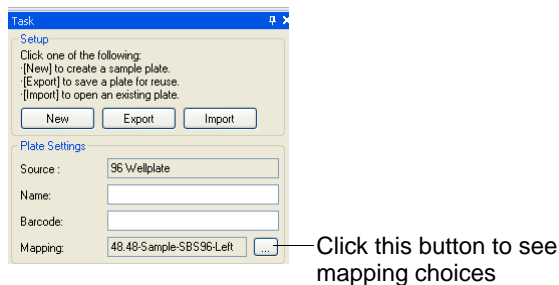 Task
Setup
Click one of the
following:
·[New] to create a sample plate.
·[Export] to save a plate for reuse.
·[Import] to open an existing plate.
New Export Import
Plate Settings
Source : 96 Wellplate
Name:
Barcode:
Mapping: 48.48-Sample-SBS96-Left ...
Click this button to see
mapping choices